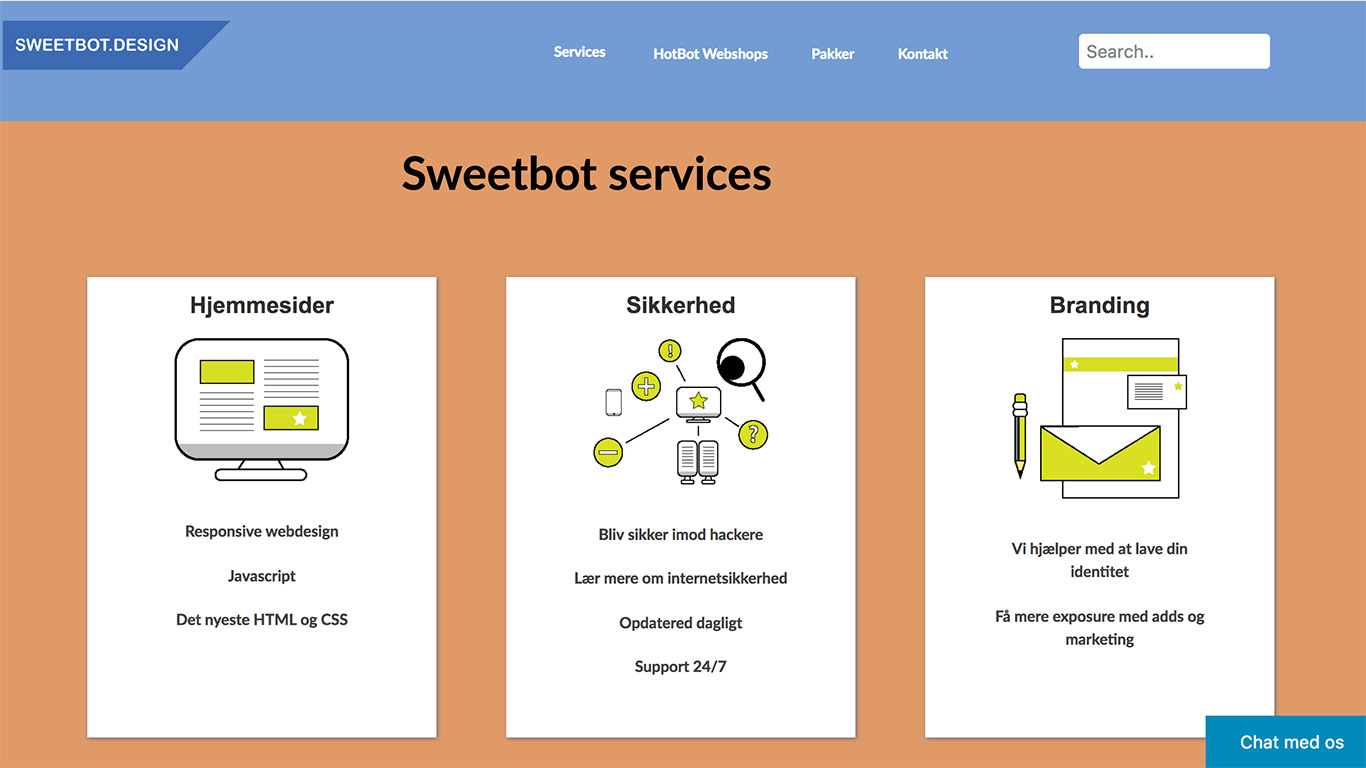 SWEETBOT.DESIGN
Services
HotBot Webshops
Pakker
Kontakt
Search..
Sweetbot services
Hjemmesider
Responsive webdesign
Javascript
Det nyeste HTML og CSS
Sikkerhed
!
?
Bliv sikker imod hackere
Lær mere om internetsikkerhed
Opdatered dagligt
Support 24/7
Branding
Vi hjælper med at lave din
identitet
Få mere exposure med adds og
marketing
Chat med os